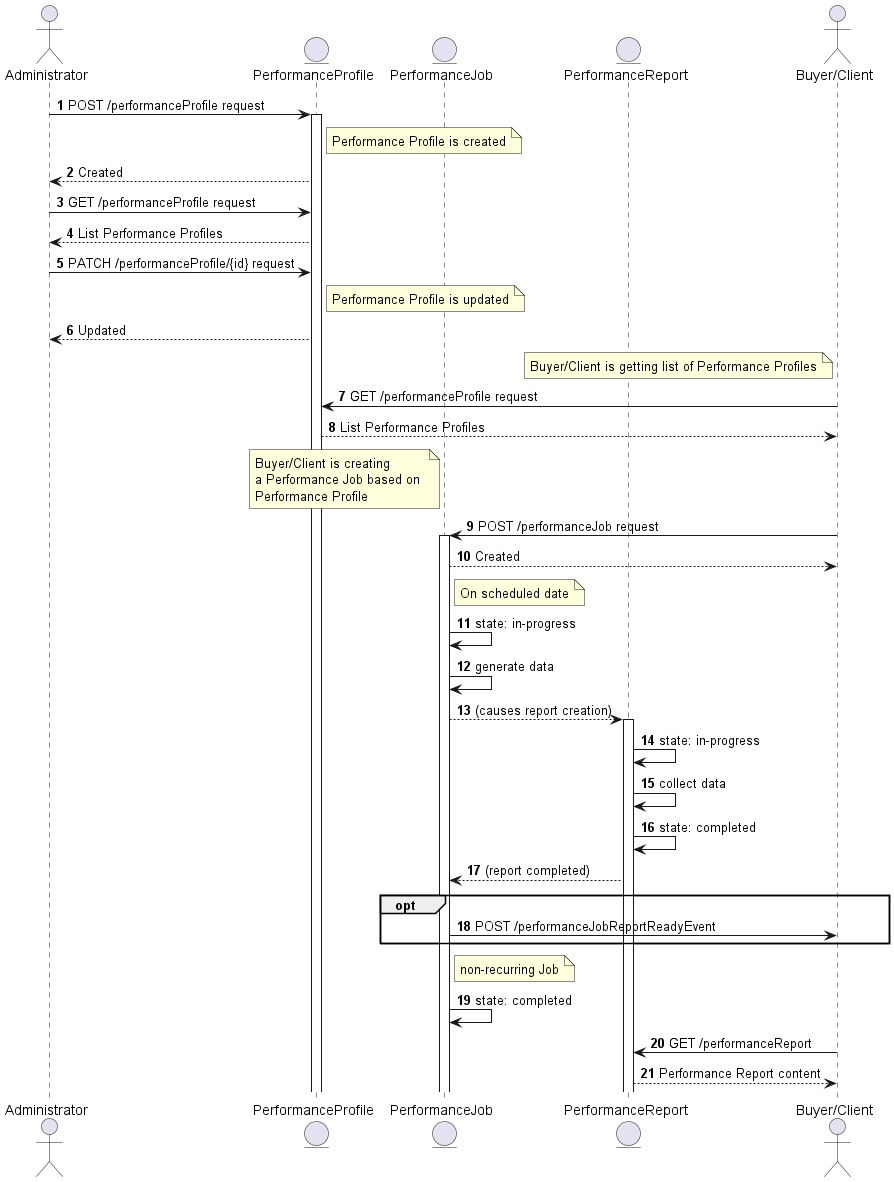 Administrator
PerformanceProfile
PerformanceJob
PerformanceReport
Buyer/Client
1 POST /performanceProfile request
Performance Profile is created
2 Created
3 GET /performanceProfile request
4 List Performance Profiles
5 PATCH /performanceProfile/{id} request
Performance Profile is updated
6 Updated
Buyer/Client is getting list of Performance Profiles
7 GET /performanceProfile request
8 List Performance Profiles
Buyer/Client is creating
a Performance Job based on
Performance Profile
9 POST /performanceJob request
10 Created
On scheduled date
11 state: in-progress
12 generate data
13 (causes report creation)
14 state: in-progress
15 collect data
16 state: completed
17 (report completed)
opt
18 POST /performanceJobReportReadyEvent
non-recurring Job
19 state: completed
20 GET /performanceReport
21 Performance Report content
Administrator
PerformanceProfile
PerformanceJob
PerformanceReport
Buyer/Client